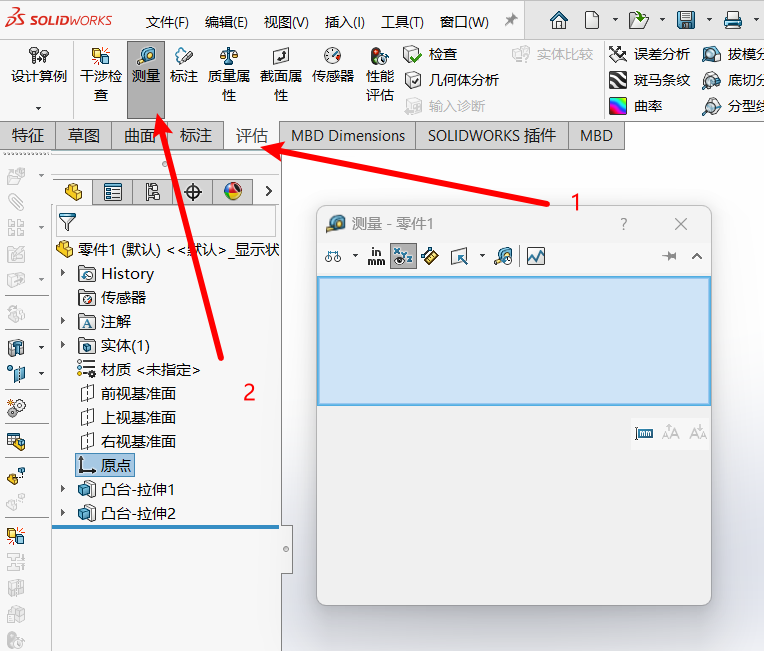 SOLIDWORKS 文件(F) 编辑(E) 视图(V) 插入(I) 工具(T) 窗口(W)
设计算例 干涉检查 测量 标注 质量属性 截面属性 传感器 性能评估
检查 实体比较 误差分析 拔模分
几何体分析 斑马条纹 底切分
输入诊断 曲率 分型线
特征 草图 曲面 标注 评估 MBD Dimensions SOLIDWORKS 插件 MBD
1
测量 - 零件1 ?
in
mm
零件1 (默认) <<默认>_显示状
History
传感器
注解
实体(1)
材质 <未指定>
2
前视基准面
上视基准面
右视基准面
原点
凸台-拉伸1
凸台-拉伸2